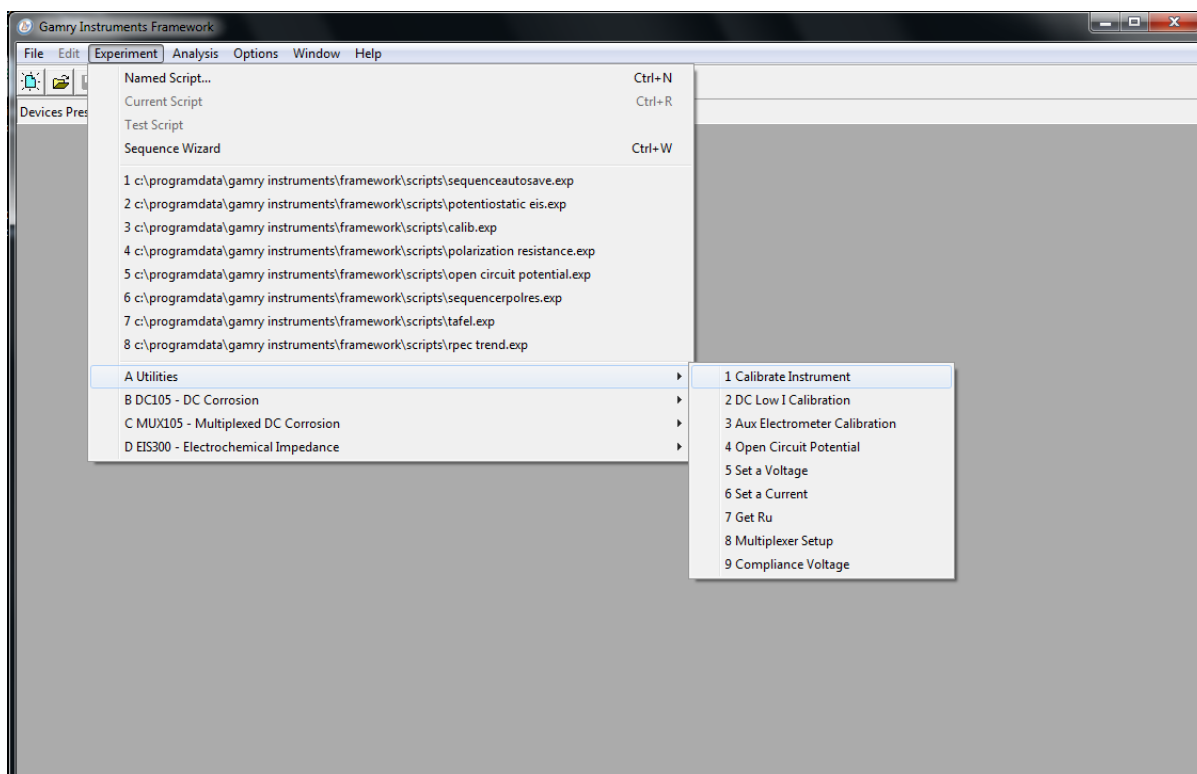 Gamry Instruments Framework
File Edit Experiment Analysis Options Window Help
Named Script... Ctrl+N
Current Script Ctrl+R
Devices Pres
Test Script
Sequence Wizard Ctrl+W
1 c:\programdata\gamry instruments\framework\scripts\sequenceautosave.exp
2 c:\programdata\gamry instruments\framework\scripts\potentiostatic eis.exp
3 c:\programdata\gamry instruments\framework\scripts\calib.exp
4 c:\programdata\gamry instruments\framework\scripts\polarization resistance.exp
5 c:\programdata\gamry instruments\framework\scripts\open circuit potential.exp
6 c:\programdata\gamry instruments\framework\scripts\sequencerpolres.exp
7 c:\programdata\gamry instruments\framework\scripts\tafel.exp
8 c:\programdata\gamry instruments\framework\scripts\rpec trend.exp
A Utilities
B DC105 - DC Corrosion
C MUX105 - Multiplexed DC Corrosion
D EIS300 - Electrochemical Impedance
1 Calibrate Instrument
2 DC Low I Calibration
3 Aux Electrometer Calibration
4 Open Circuit Potential
5 Set a Voltage
6 Set a Current
7 Get Ru
8 Multiplexer Setup
9 Compliance Voltage